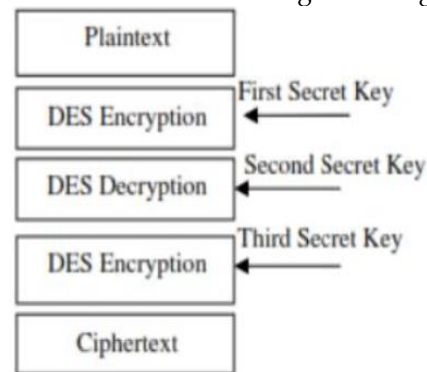 Plaintext
First Secret Key
DES Encryption
Second Secret Key
DES Decryption
Third Secret Key
DES Encryption
Ciphertext